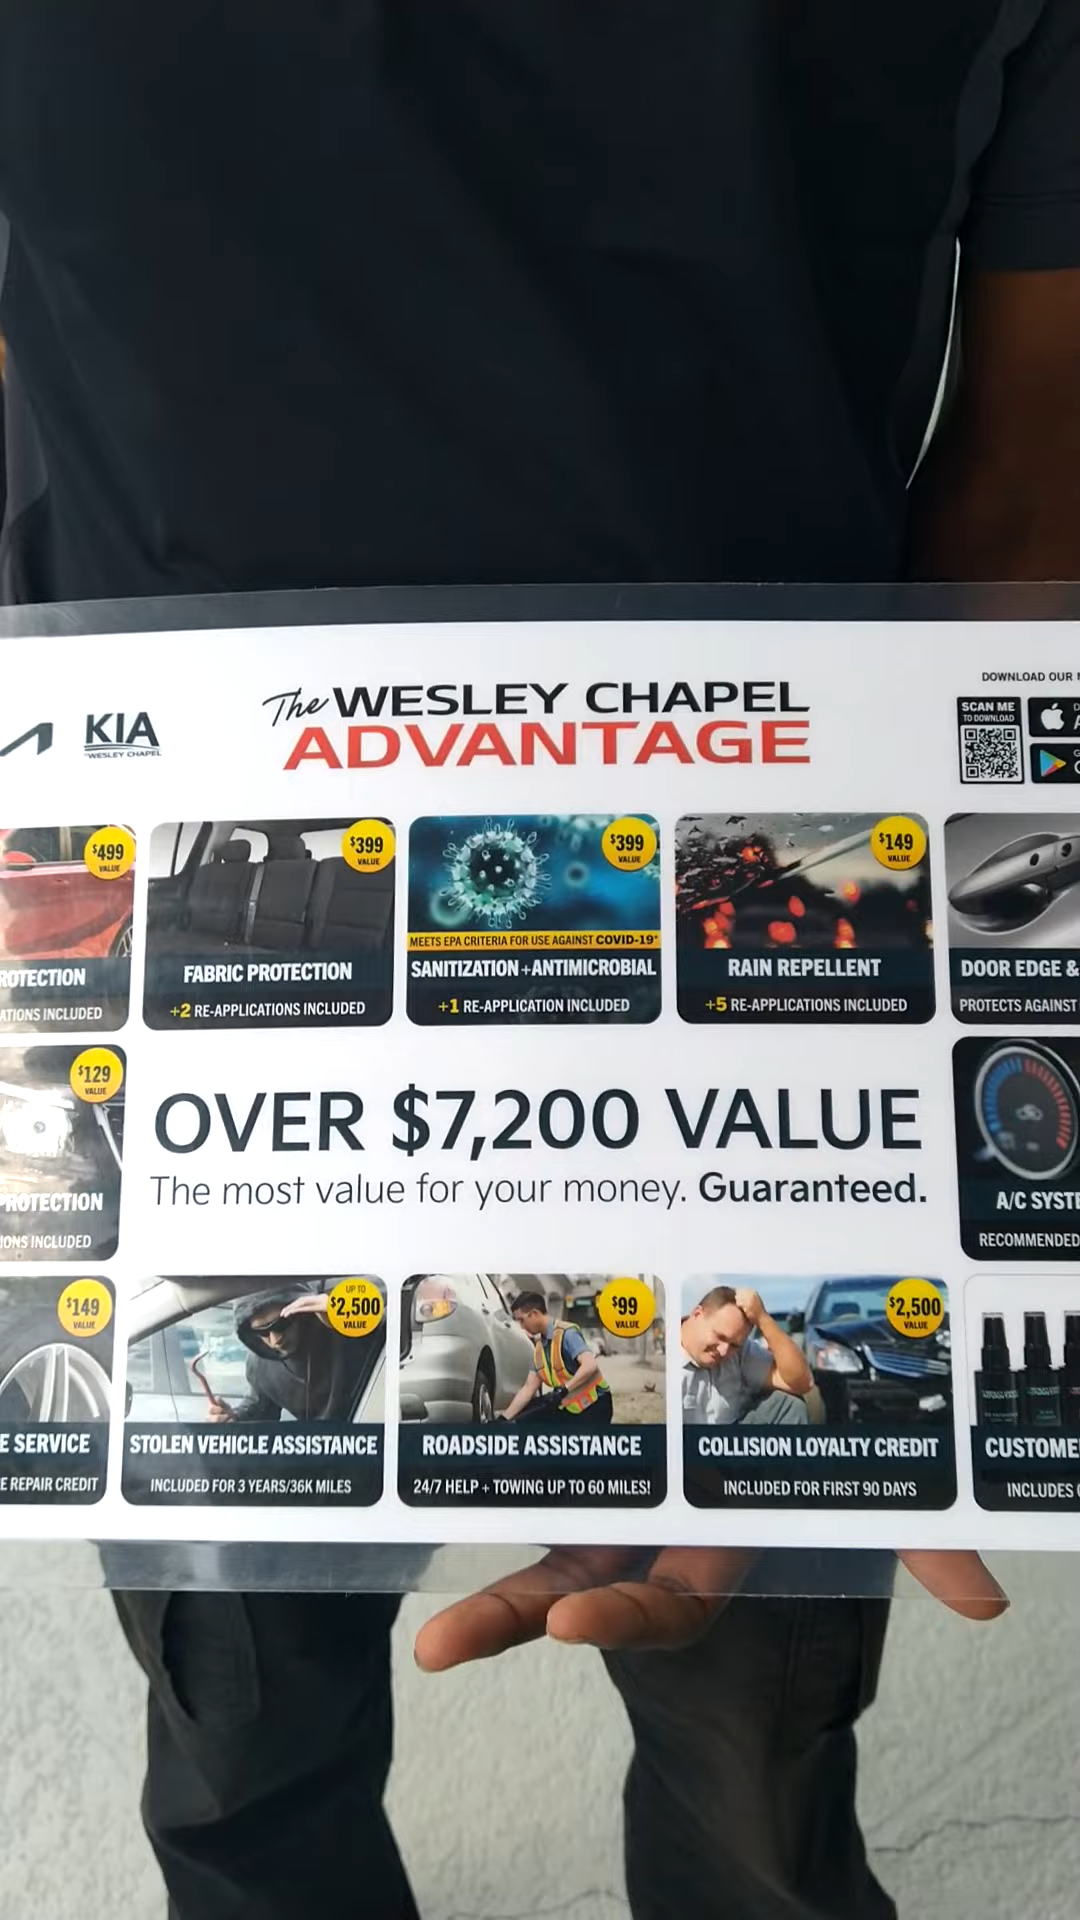 The WESLEY CHAPEL
ADVANTAGE
KIA
WESLEY CHAPEL
DOWNLOAD OUR
SCAN ME
TO DOWNLOAD
$499
VALUE
ROTECTION
ATIONS INCLUDED
$399
VALUE
FABRIC PROTECTION
+2 RE-APPLICATIONS INCLUDED
$399
VALUE
MEETS EPA CRITERIA FOR USE AGAINST COVID-19*
SANITIZATION+ANTIMICROBIAL
+1 RE-APPLICATION INCLUDED
$149
VALUE
RAIN REPELLENT
+5 RE-APPLICATIONS INCLUDED
DOOR EDGE &
PROTECTS AGAINST
$129
VALUE
PROTECTION
IONS INCLUDED
OVER $7,200 VALUE
The most value for your money. Guaranteed.
A/C SYSTE
RECOMMENDED
$149
VALUE
E SERVICE
E REPAIR CREDIT
UP TO
$2,500
VALUE
STOLEN VEHICLE ASSISTANCE
INCLUDED FOR 3 YEARS/36K MILES
$99
VALUE
ROADSIDE ASSISTANCE
24/7 HELP + TOWING UP TO 60 MILES!
$2,500
VALUE
COLLISION LOYALTY CREDIT
INCLUDED FOR FIRST 90 DAYS
CUSTOME
INCLUDES